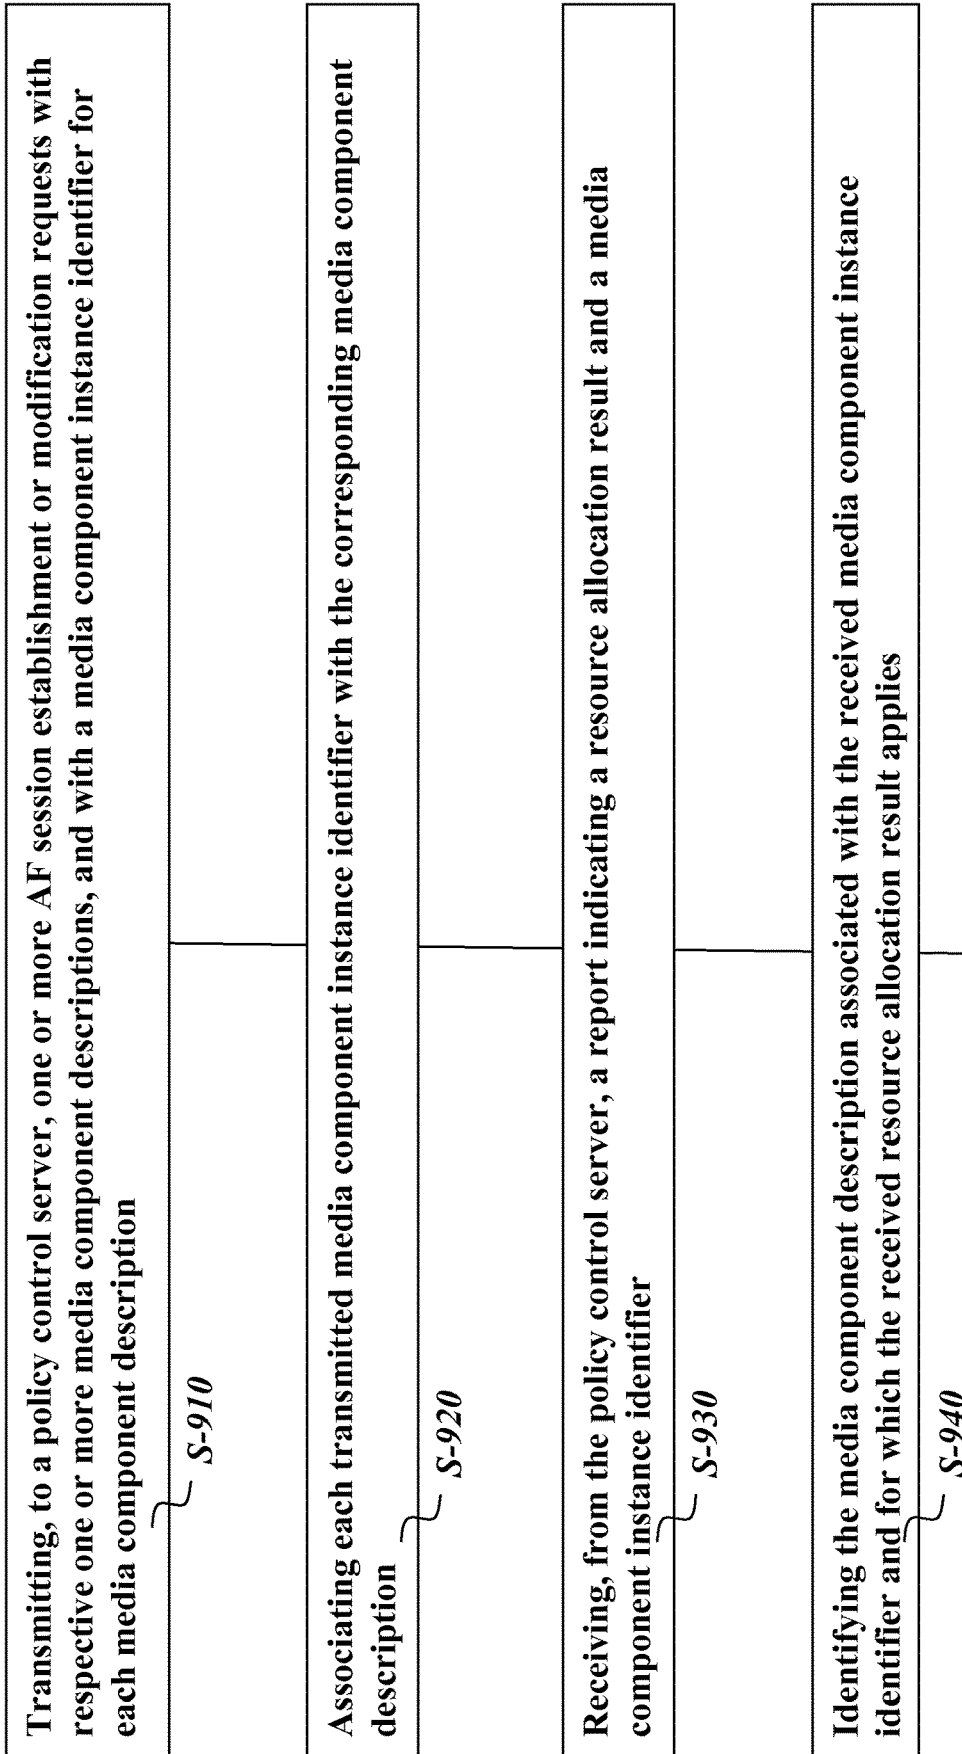 Transmitting, to a policy control server, one or more AF session establishment or modification requests with
respective one or more media component descriptions, and with a media component instance identifier for
each media component description
S-910
Associating each transmitted media component instance identifier with the corresponding media component
description
S-920
Receiving, from the policy control server, a report indicating a resource allocation result and a media
component instance identifier
S-930
Identifying the media component description associated with the received media component instance
identifier and for which the received resource allocation result applies
S-940